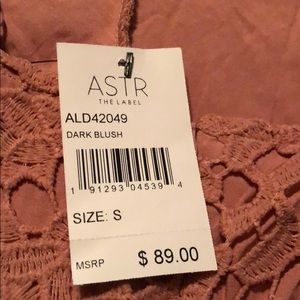 ASTR
THE LABEL
ALD42049
DARK BLUSH
1 91293 04539 4
SIZE: S
MSRP $ 89.00